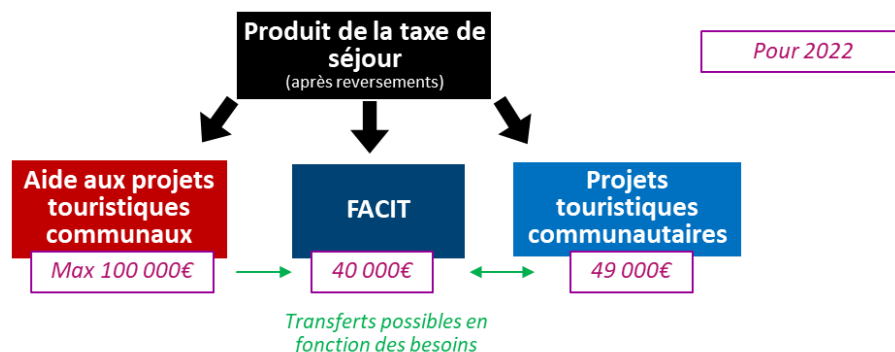 Produit de la taxe de
séjour
(après reversements)
Pour 2022
Aide aux projets
touristiques
communaux
FACIT
Projets
touristiques
communautaires
Max 100 000€
40 000€
49 000€
Transferts possibles en
fonction des besoins